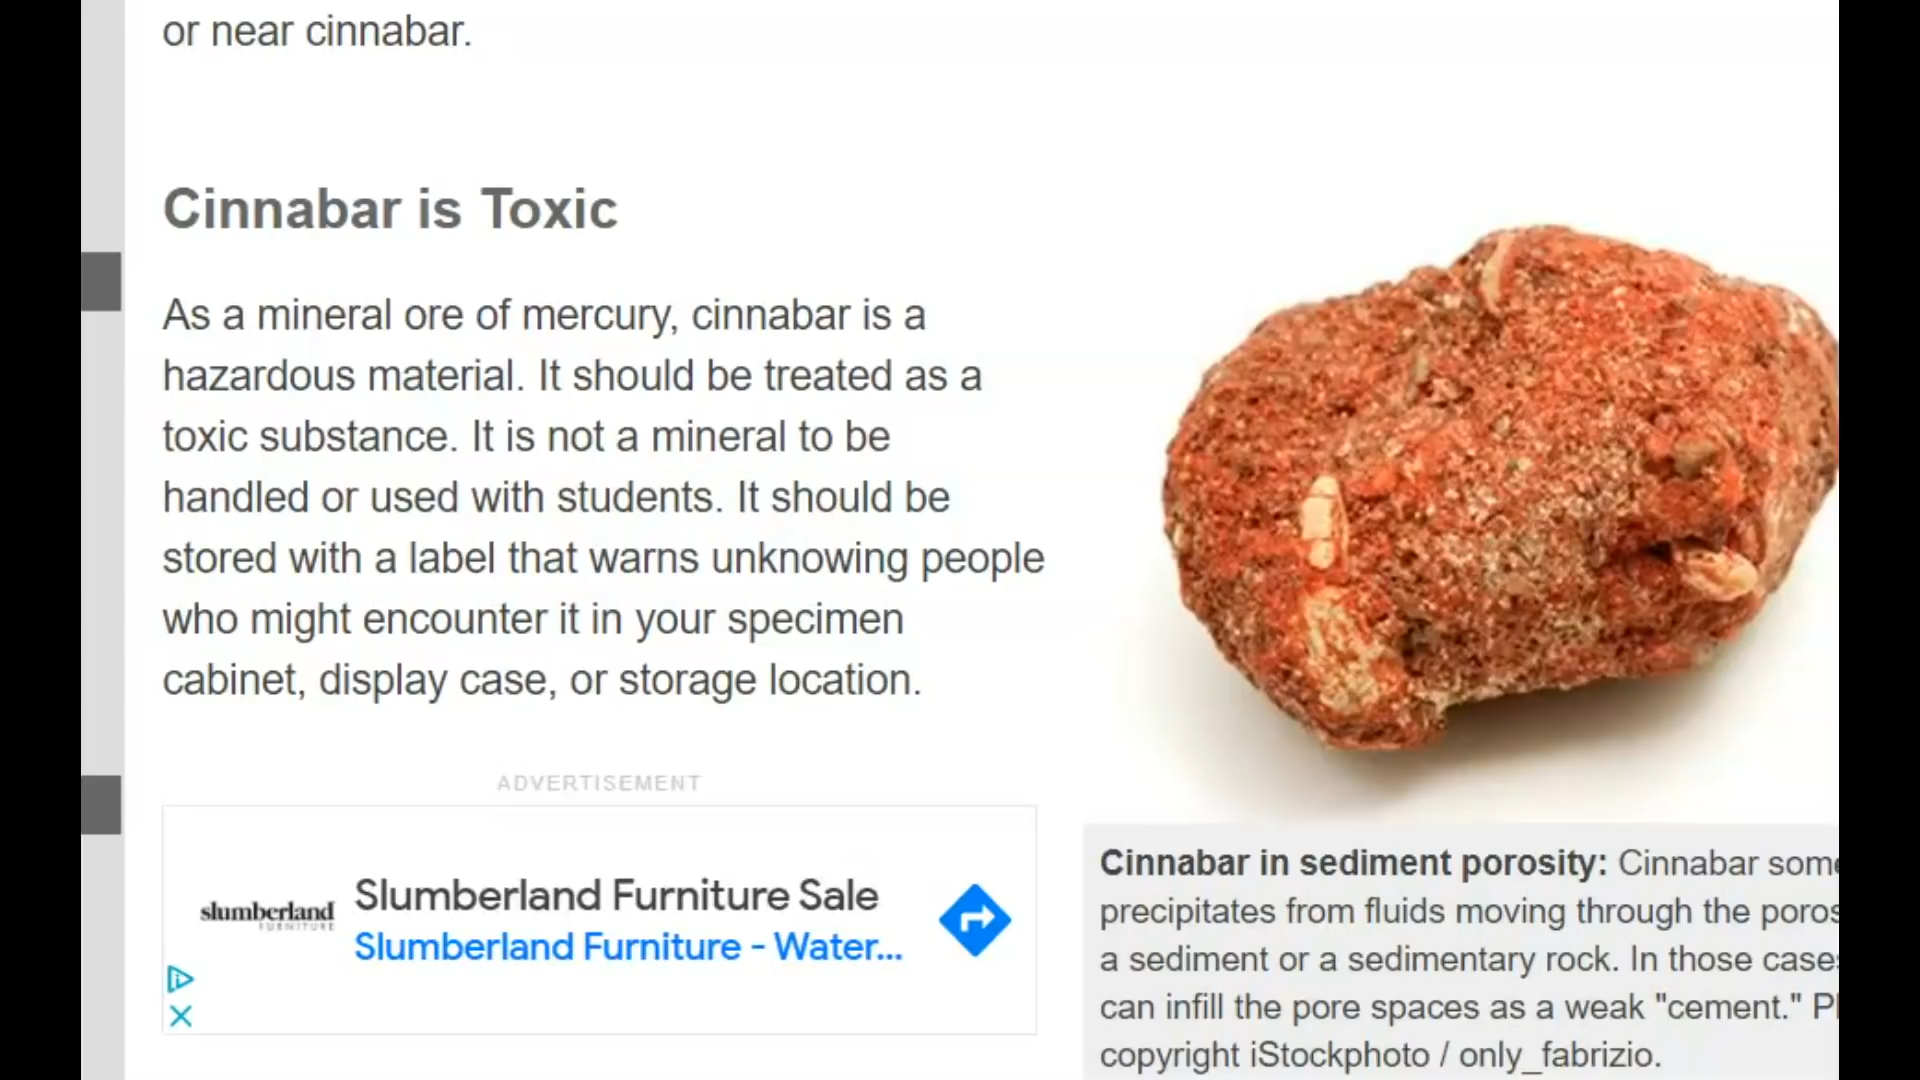 or near cinnabar.
Cinnabar is Toxic
As a mineral ore of mercury, cinnabar is a
hazardous material. It should be treated as a
toxic substance. It is not a mineral to be
handled or used with students. It should be
stored with a label that warns unknowing people
who might encounter it in your specimen
cabinet, display case, or storage location.
ADVERTISEMENT
slumberland
FURNITURE
Slumberland Furniture Sale
Slumberland Furniture - Water...
Cinnabar in sediment porosity: Cinnabar
precipitates from fluids moving through the
a sediment or a sedimentary rock. In those
can infill the pore spaces as a weak "cement."
copyright iStockphoto / only_fabrizio.